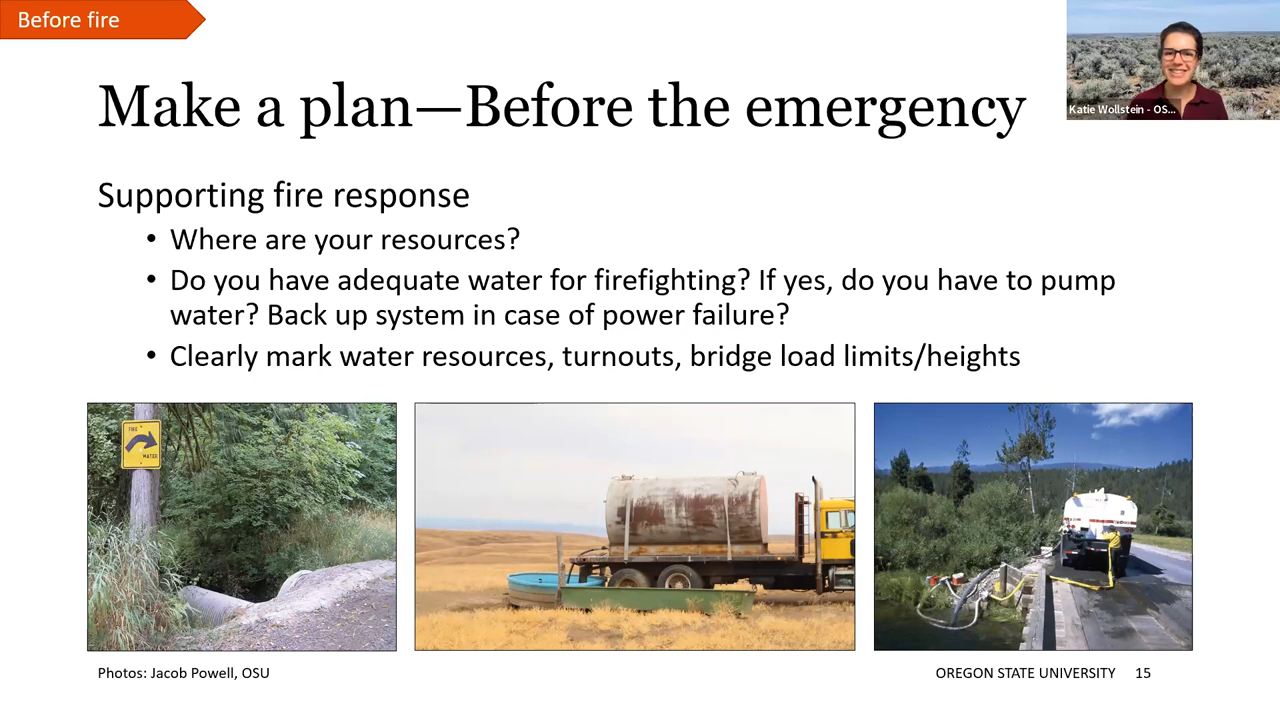 Before fire
Make a plan—Before the emergency
Katie Wollstein - OS...
Supporting fire response
• Where are your resources?
• Do you have adequate water for firefighting? If yes, do you have to pump
water? Back up system in case of power failure?
• Clearly mark water resources, turnouts, bridge load limits/heights
FIRE
WATER
Photos: Jacob Powell, OSU
OREGON STATE UNIVERSITY 15